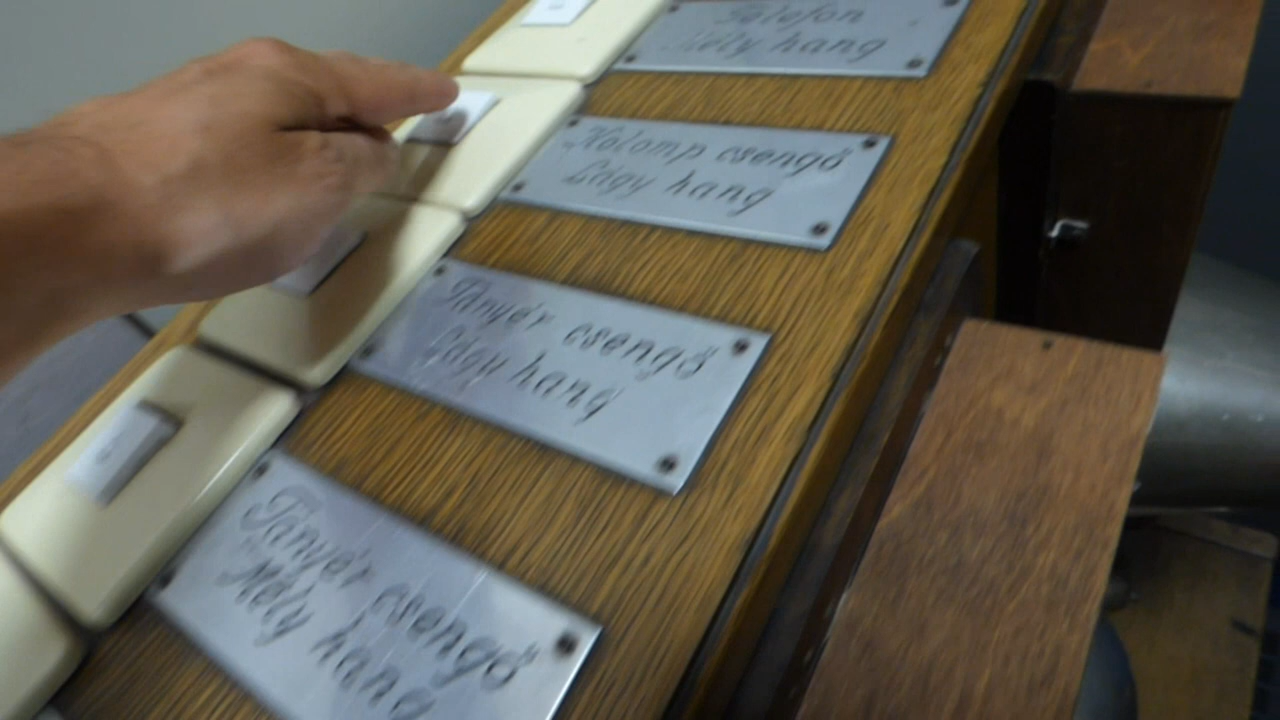 Telefon
Mély hang
Kolomp csengő
Lágy hang
Tányér csengő
Lágy hang
Tányér csengő
Mély hang